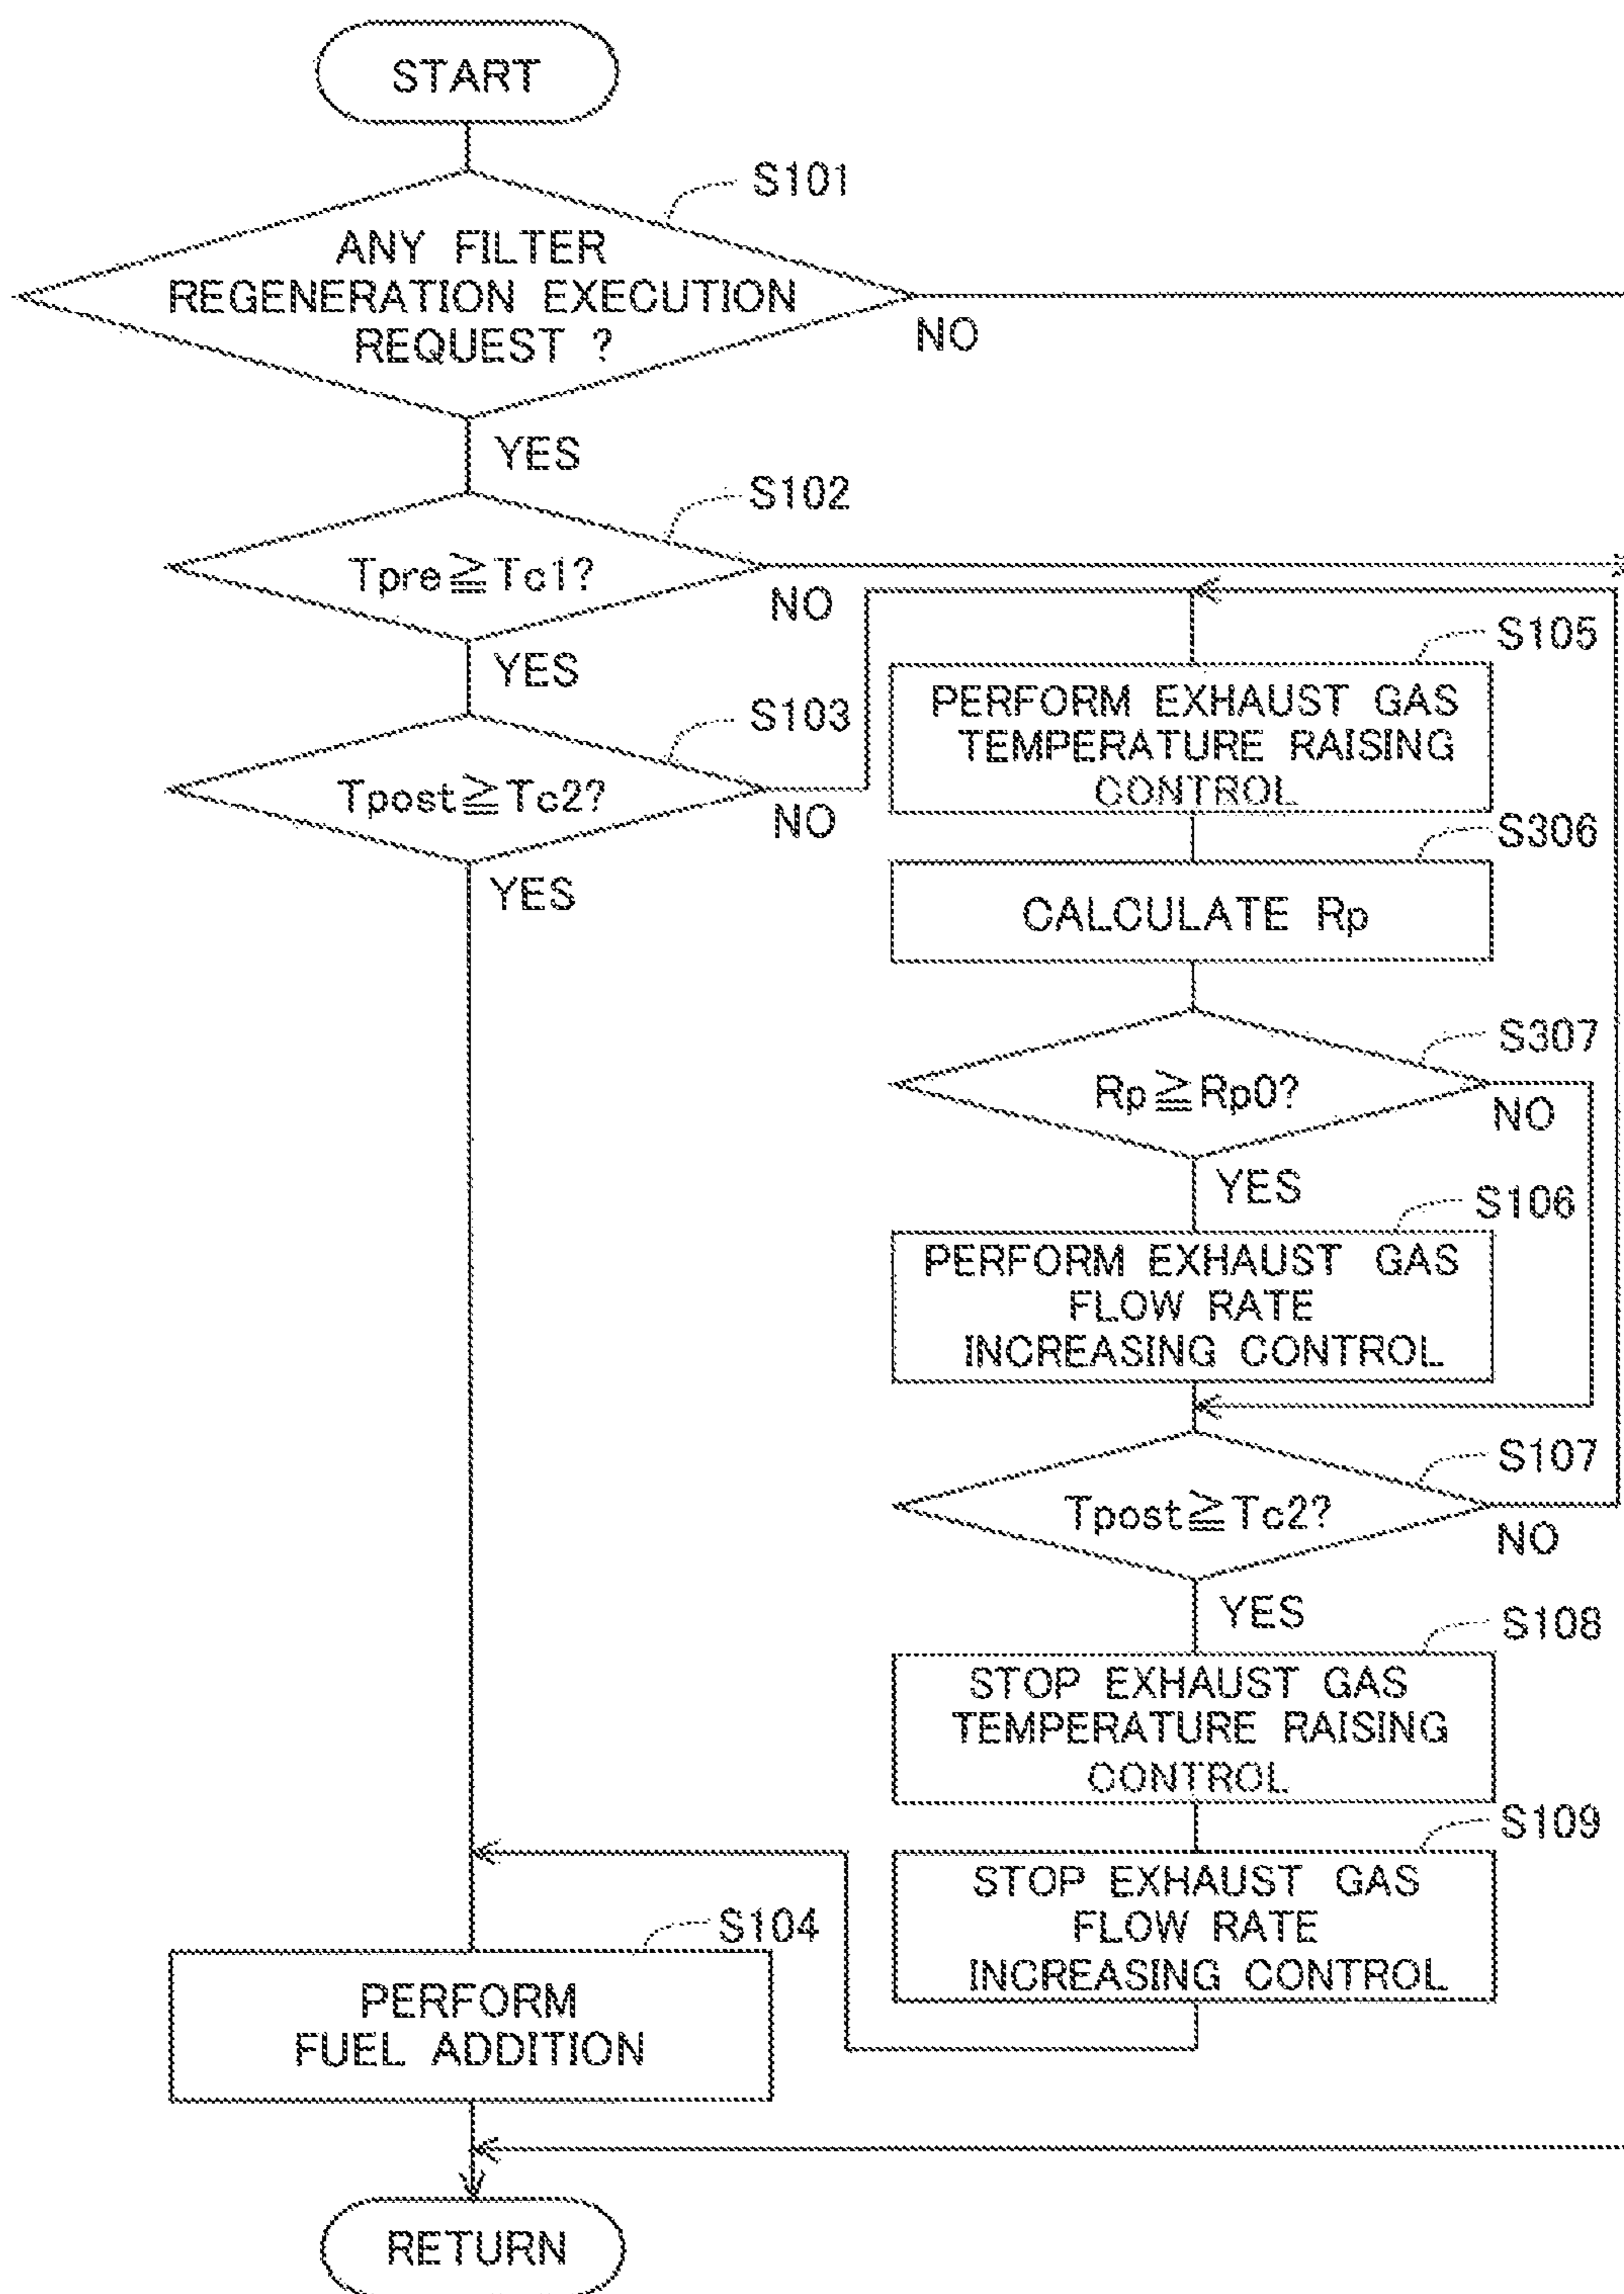 START
S101
ANY FILTER
REGENERATION EXECUTION
REQUEST ?
NO
YES
S102
Tpre≧Tc1?
NO
YES
S103
Tpost≧Tc2?
NO
YES
S105
PERFORM EXHAUST GAS
TEMPERATURE RAISING
CONTROL
S306
CALCULATE Rp
S307
Rp≧Rp0?
NO
YES
S106
PERFORM EXHAUST GAS
FLOW RATE
INCREASING CONTROL
S107
Tpost≧Tc2?
NO
YES
S108
STOP EXHAUST GAS
TEMPERATURE RAISING
CONTROL
S109
STOP EXHAUST GAS
FLOW RATE
INCREASING CONTROL
S104
PERFORM
FUEL ADDITION
RETURN